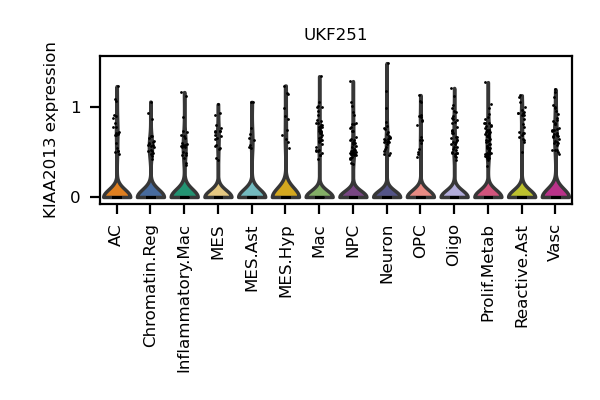 UKF251
KIAA2013 expression
1
0
AC
Chromatin.Reg
Inflammatory.Mac
MES
MES.Ast
MES.Hyp
Mac
NPC
Neuron
OPC
Oligo
Prolif.Metab
Reactive.Ast
Vasc